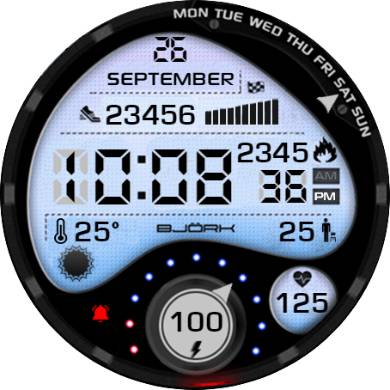 MON TUE WED THU FRI SAT SUN
26
SEPTEMBER
23456
2345
10:08 38 AM
PM
25° BJÖRK 25
125
100